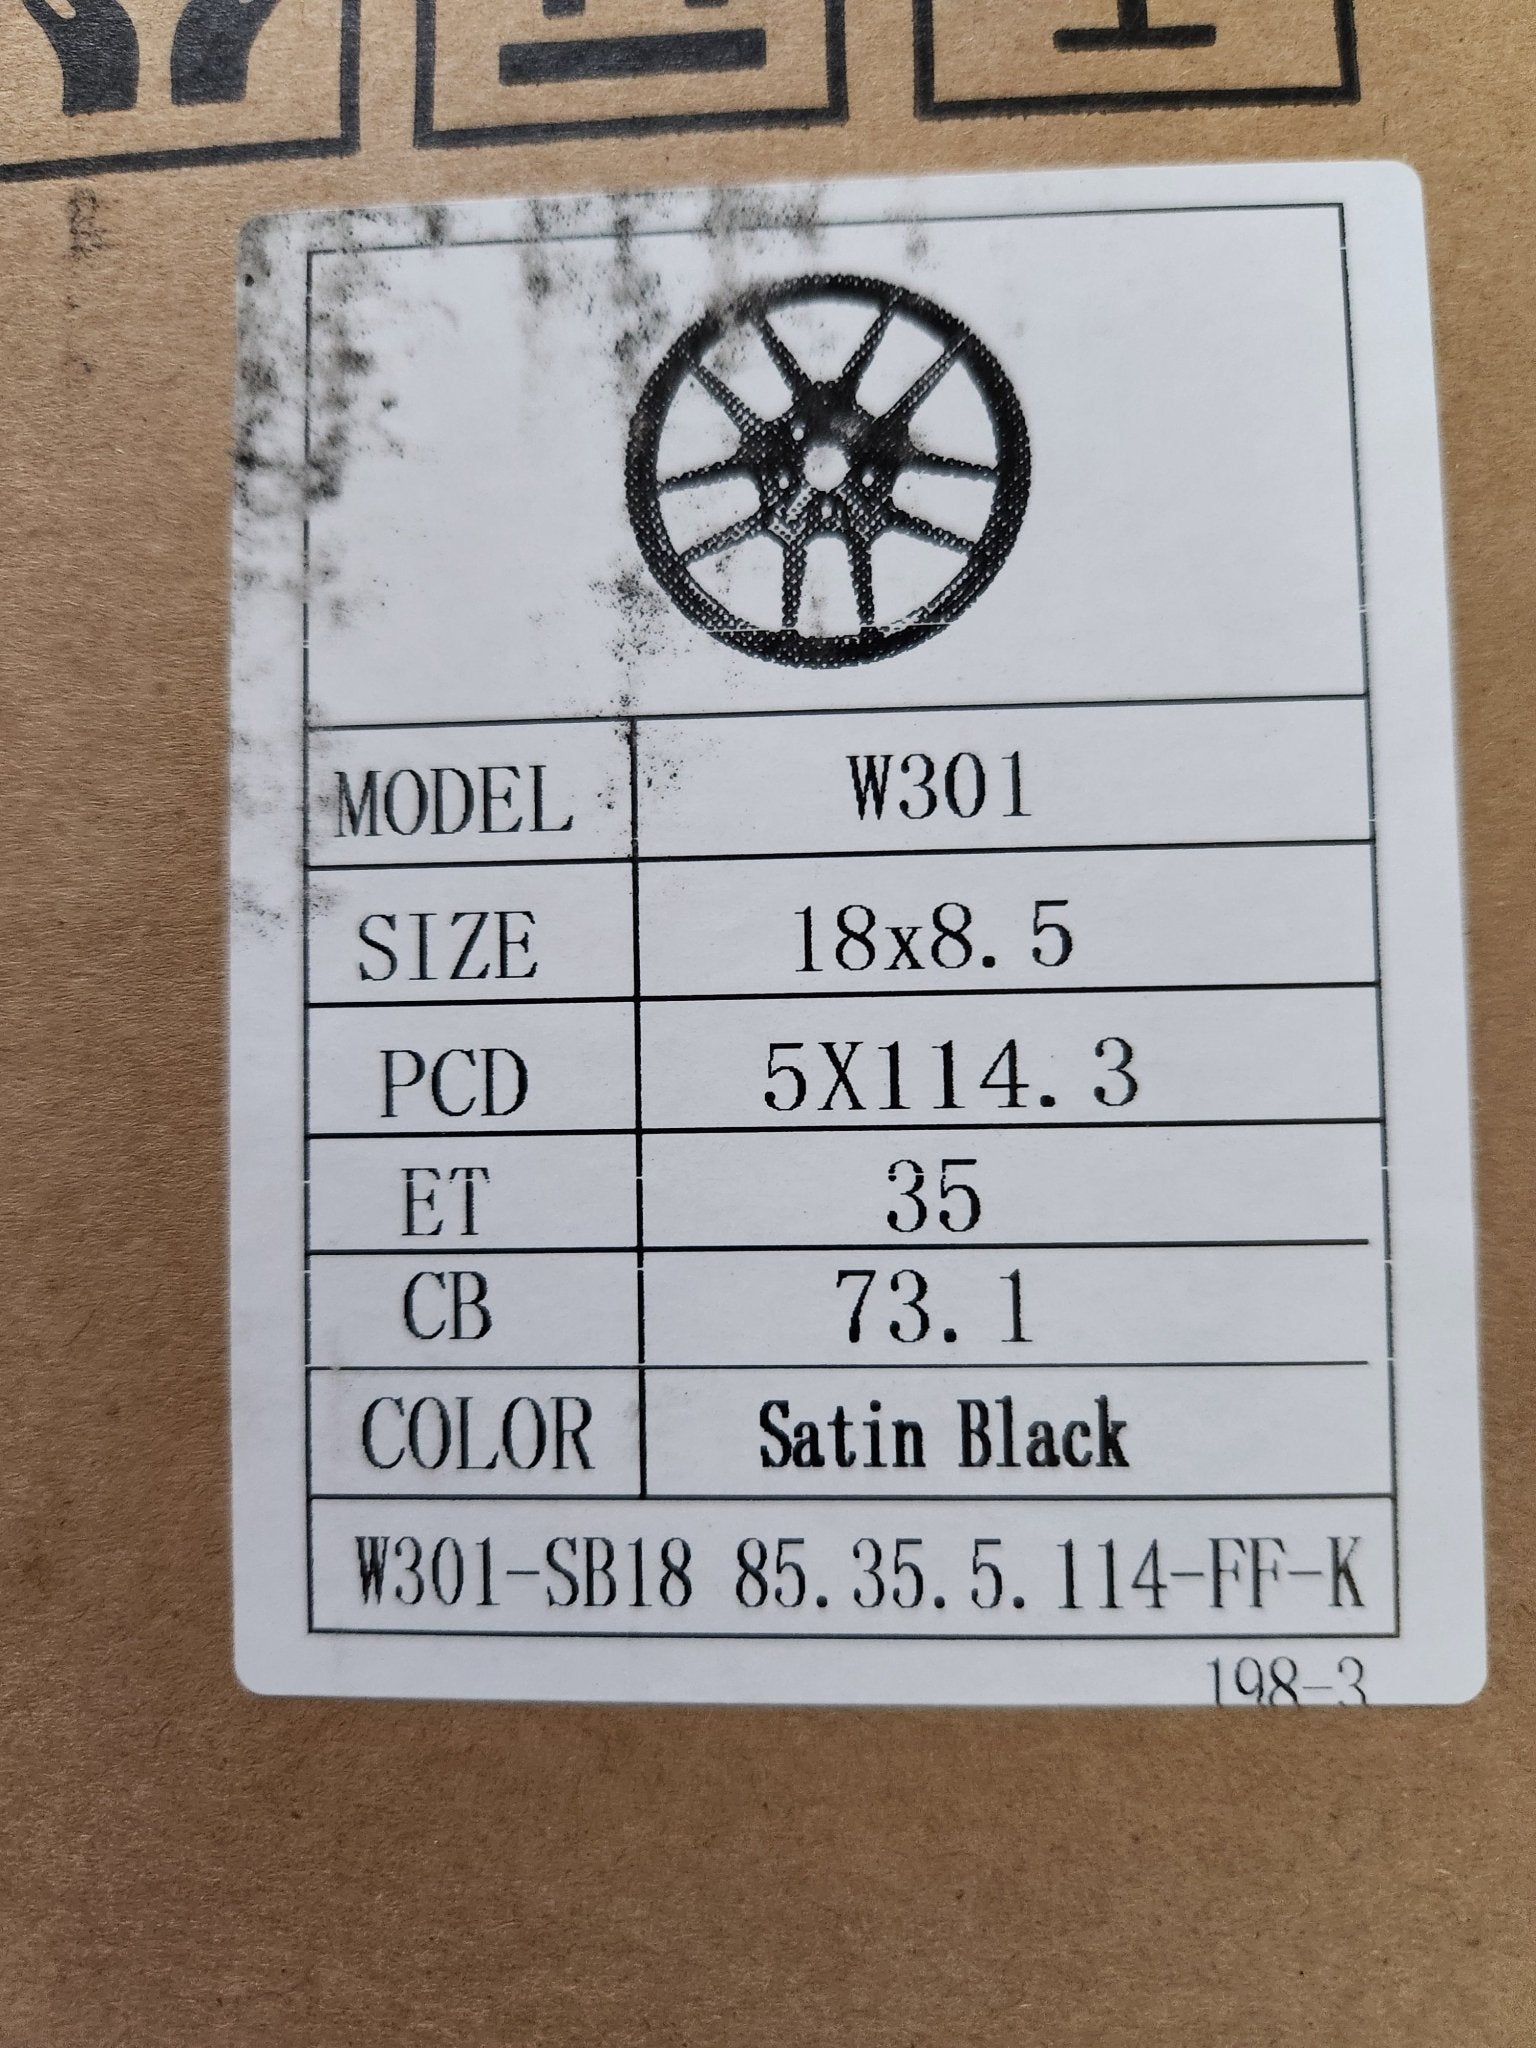 MODEL W301
SIZE 18x8.5
PCD 5X114.3
ET 35
CB 73.1
COLOR Satin Black
W301-SB18 85.35.5.114-FF-K
198-3